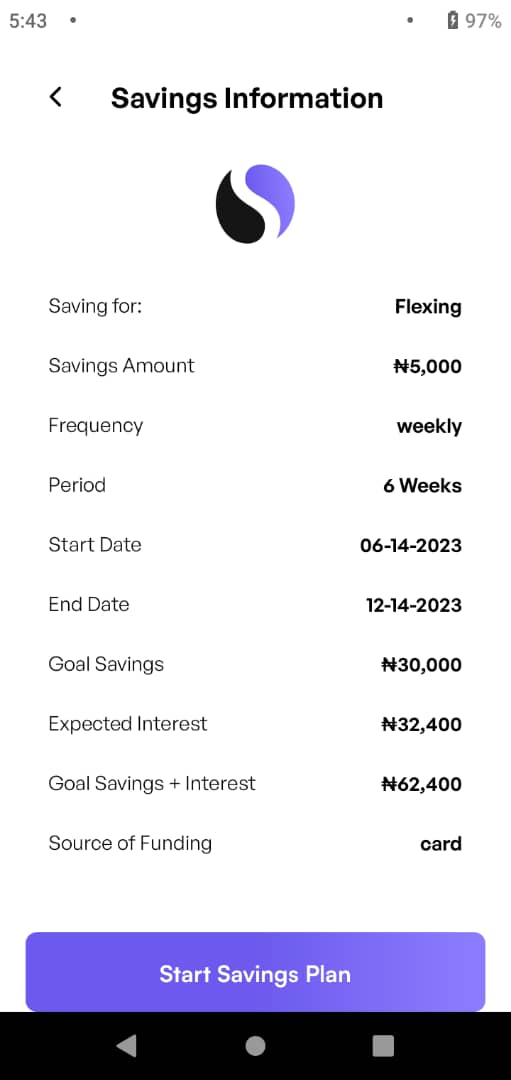 5:43
97%
Savings Information
Saving for: Flexing
Savings Amount ₦5,000
Frequency weekly
Period 6 Weeks
Start Date 06-14-2023
End Date 12-14-2023
Goal Savings ₦30,000
Expected Interest ₦32,400
Goal Savings + Interest ₦62,400
Source of Funding card
Start Savings Plan